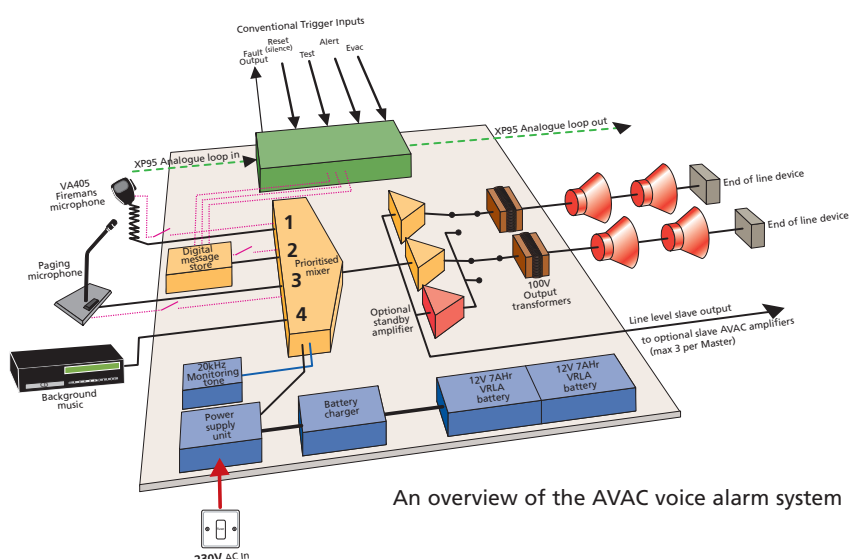 Conventional Trigger Inputs
Fault
Output
Reset
(silence)
Test
Alert
Evac
XP95 Analogue loop in
XP95 Analogue loop out
VA405
Firemans
microphone
Paging
microphone
Background
music
Digital
message
store
1
2
Prioritised
mixer
3
4
20kHz
Monitoring
tone
Power
supply
unit
Battery
charger
12V 7AHr
VRLA
battery
12V 7AHr
VRLA
battery
Optional
standby
amplifier
100V
Output
transformers
End of line device
End of line device
Line level slave output
to optional slave AVAC amplifiers
(max 3 per Master)
An overview of the AVAC voice alarm system
230V AC In